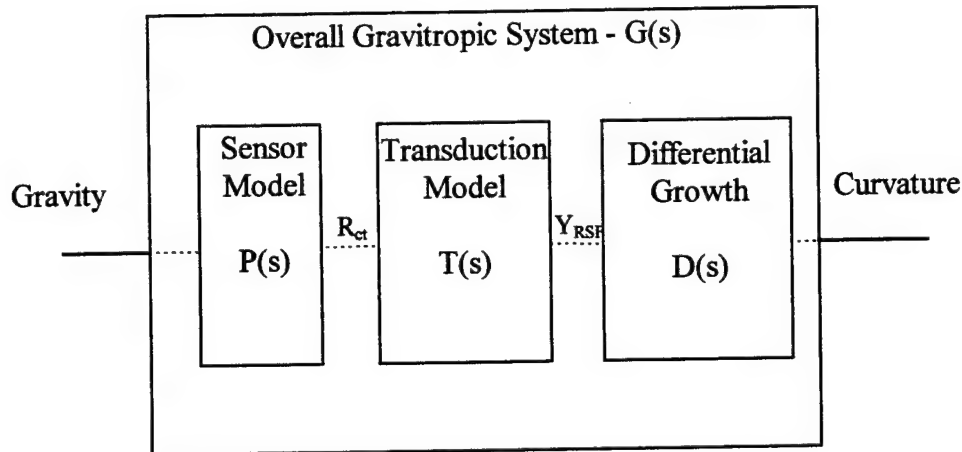 Overall Gravitropic System - G(s)
Gravity
Sensor
Model
P(s)
R_ct
Transduction
Model
T(s)
Y_RSF
Differential
Growth
D(s)
Curvature